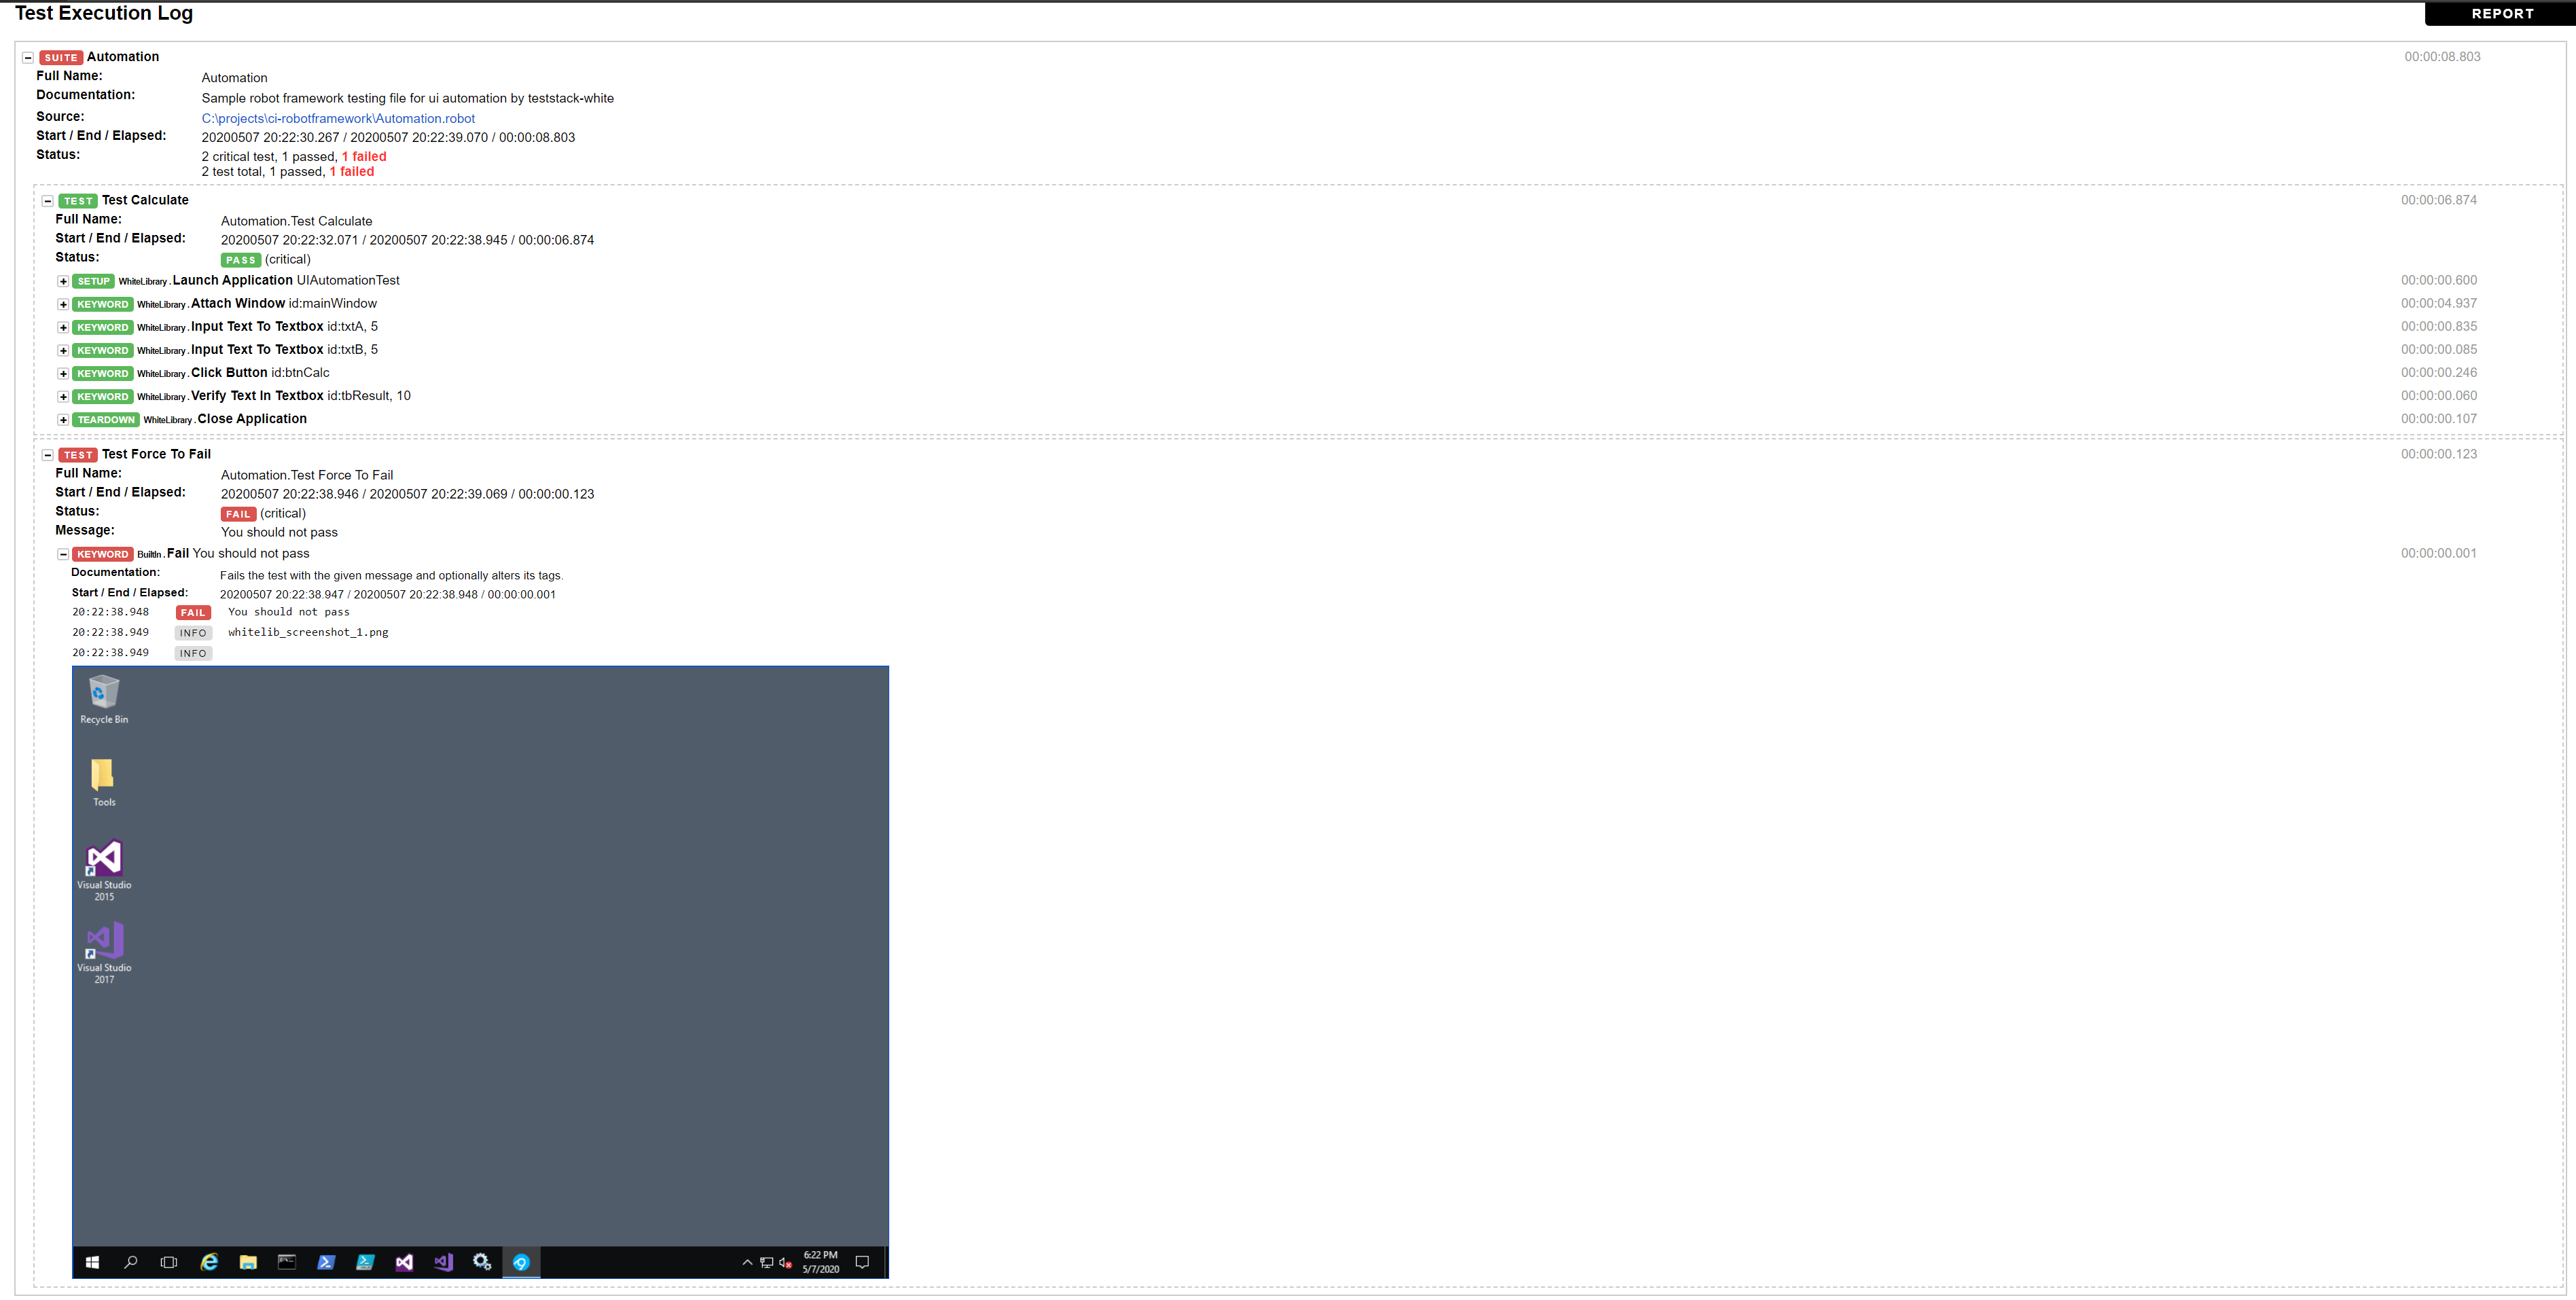 Test Execution Log
REPORT
SUITE Automation 00:00:08.803
Full Name: Automation
Documentation: Sample robot framework testing file for ui automation by teststack-white
Source: C:\projects\ci-robotframework\Automation.robot
Start / End / Elapsed: 20200507 20:22:30.267 / 20200507 20:22:39.070 / 00:00:08.803
Status: 2 critical test, 1 passed, 1 failed
2 test total, 1 passed, 1 failed
TEST Test Calculate 00:00:06.874
Full Name: Automation.Test Calculate
Start / End / Elapsed: 20200507 20:22:32.071 / 20200507 20:22:38.945 / 00:00:06.874
Status: PASS (critical)
SETUP WhiteLibrary. Launch Application UIAutomationTest 00:00:00.600
KEYWORD WhiteLibrary. Attach Window id:mainWindow 00:00:04.937
KEYWORD WhiteLibrary. Input Text To Textbox id:txtA, 5 00:00:00.835
KEYWORD WhiteLibrary. Input Text To Textbox id:txtB, 5 00:00:00.085
KEYWORD WhiteLibrary. Click Button id:btnCalc 00:00:00.246
KEYWORD WhiteLibrary. Verify Text In Textbox id:tbResult, 10 00:00:00.060
TEARDOWN WhiteLibrary. Close Application 00:00:00.107
TEST Test Force To Fail 00:00:00.123
Full Name: Automation.Test Force To Fail
Start / End / Elapsed: 20200507 20:22:38.946 / 20200507 20:22:39.069 / 00:00:00.123
Status: FAIL (critical)
Message: You should not pass
KEYWORD BuiltIn. Fail You should not pass 00:00:00.001
Documentation: Fails the test with the given message and optionally alters its tags.
Start / End / Elapsed: 20200507 20:22:38.947 / 20200507 20:22:38.948 / 00:00:00.001
20:22:38.948 FAIL You should not pass
20:22:38.949 INFO whitelib_screenshot_1.png
20:22:38.949 INFO
Recycle Bin
Tools
Visual Studio
2015
Visual Studio
2017
6:22 PM
5/7/2020